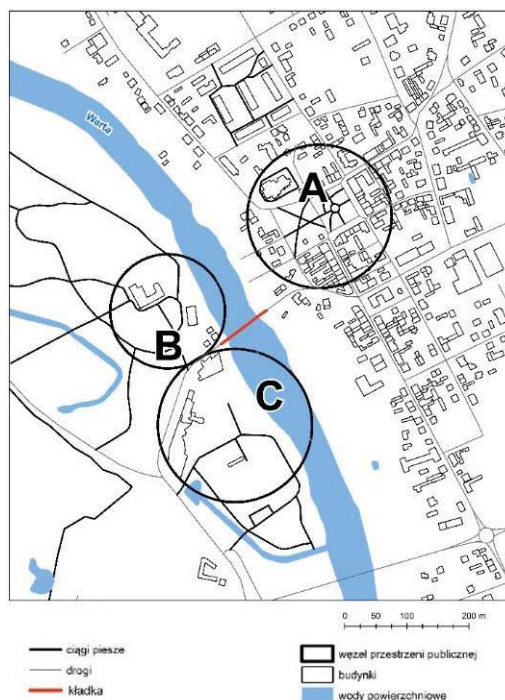 Warta
A
B
C
0 50 100 200 m
ciągi piesze
drogi
kładka
węzeł przestrzeni publicznej
budynki
wody powierzchniowe